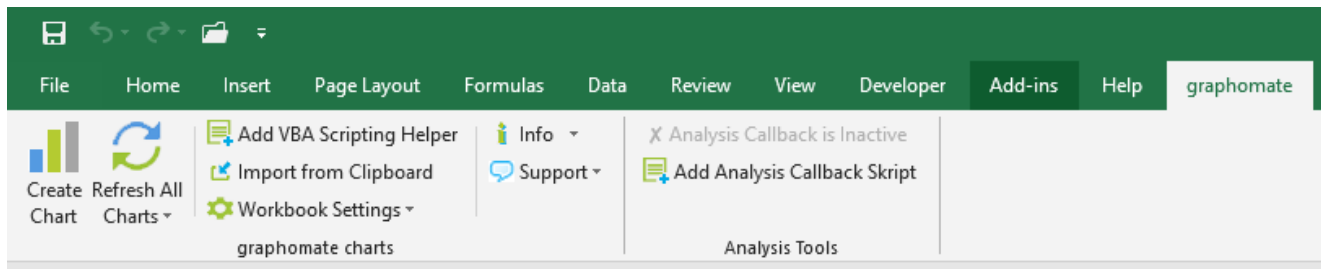 File Home Insert Page Layout Formulas Data Review View Developer Add-ins Help graphomate
Add VBA Scripting Helper
Import from Clipboard
Workbook Settings
Create Chart
Refresh All Charts
Info
Support
graphomate charts
X Analysis Callback is Inactive
Add Analysis Callback Skript
Analysis Tools